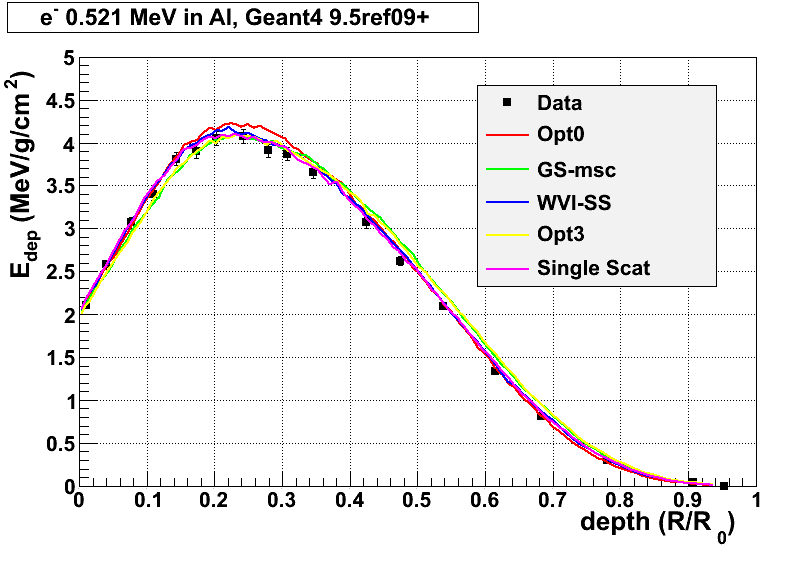 e- 0.521 MeV in Al, Geant4 9.5ref09+
Edep (MeV/g/cm2)
5
4.5
4
3.5
3
2.5
2
1.5
1
0.5
0
Data
Opt0
GS-msc
WVI-SS
Opt3
Single Scat
0 0.1 0.2 0.3 0.4 0.5 0.6 0.7 0.8 0.9 1
depth (R/R0)